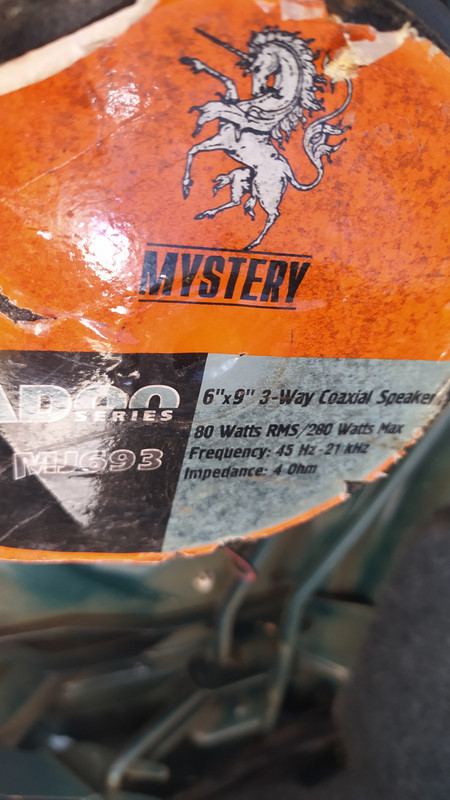 MYSTERY
SERIES
MJ693
6"x9" 3-Way Coaxial Speaker
80 Watts RMS/280 Watts Max
Frequency: 45 Hz-21 kHz
Impedance: 4 Ohm